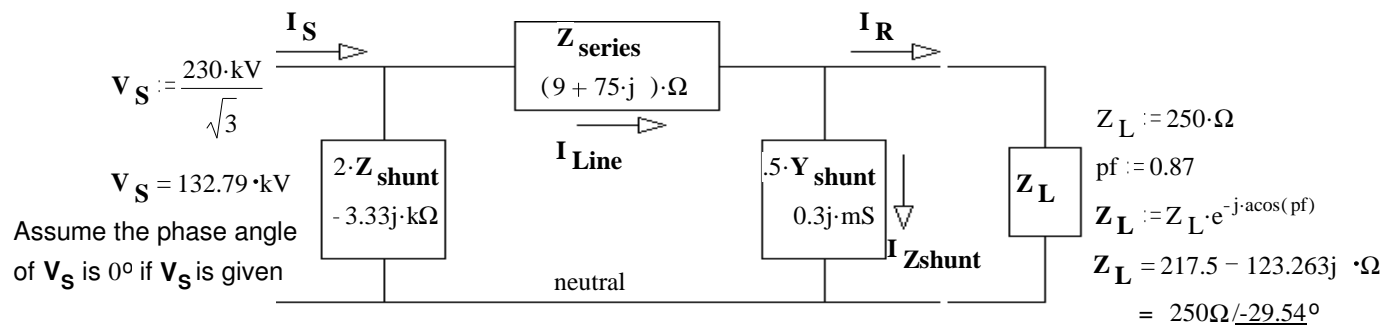 I S
I R
Z series
(9 + 75·j )·Ω
V S := 230·kV / √3
I Line
Z L := 250·Ω
pf := 0.87
V S = 132.79 •kV
2·Z shunt
- 3.33j·kΩ
.5·Y shunt
0.3j·mS
Z L
Z L := Z L·e^-j·acos(pf)
Assume the phase angle
of V S is 0º if V S is given
I Zshunt
Z L = 217.5 − 123.263j •Ω
neutral
= 250Ω /-29.54º